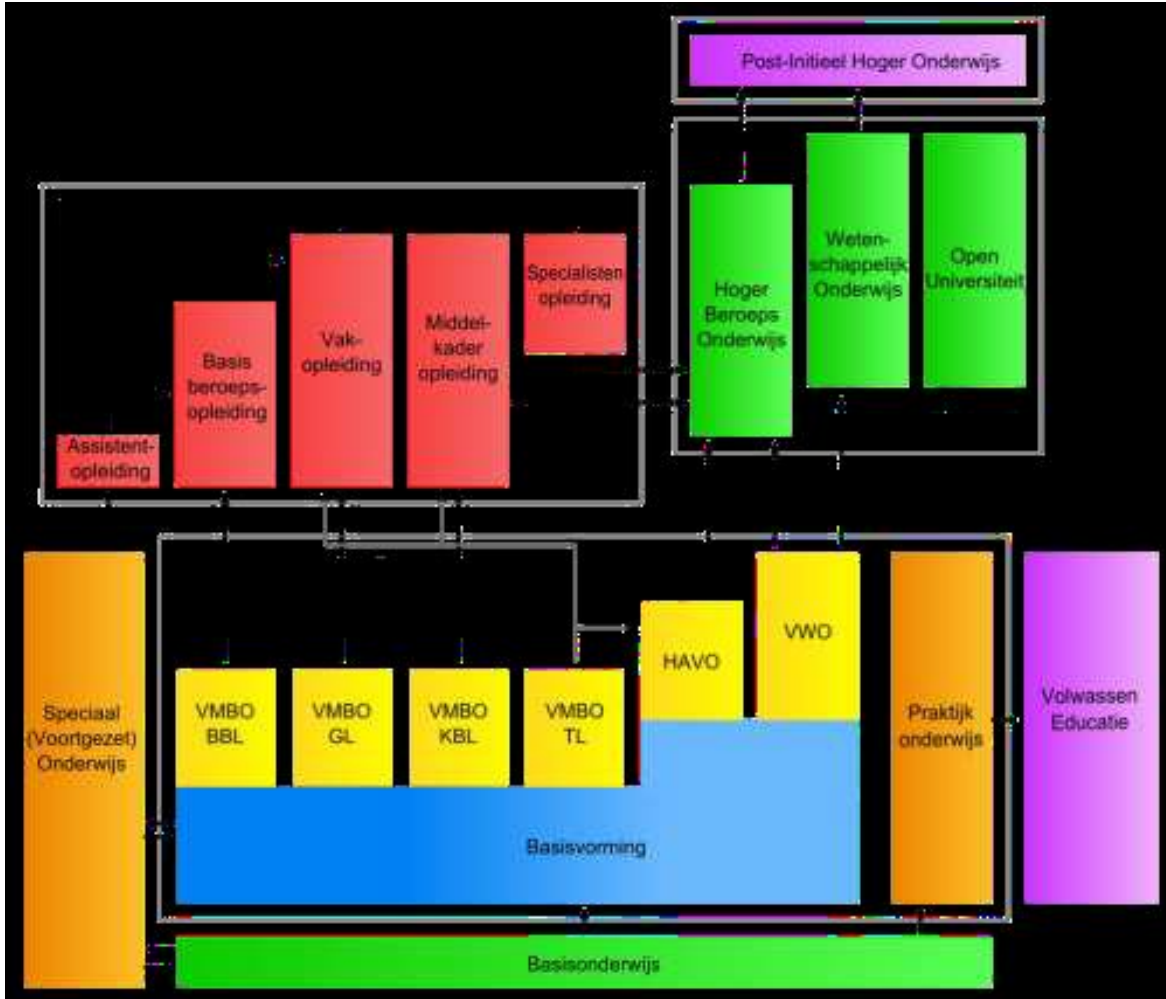 Post-Initieel Hoger Onderwijs
Weten-
schappelijk
Onderwijs
Open
Universiteit
Hoger
Beroeps
Onderwijs
Specialisten
opleiding
Middel-
kader
opleiding
Vak-
opleiding
Basis
beroeps-
opleiding
Assistent-
opleiding
Speciaal
(Voortgezet)
Onderwijs
VMBO
BBL
VMBO
GL
VMBO
KBL
VMBO
TL
HAVO
VWO
Praktijk
onderwijs
Volwassen
Educatie
Basisvorming
Basisonderwijs